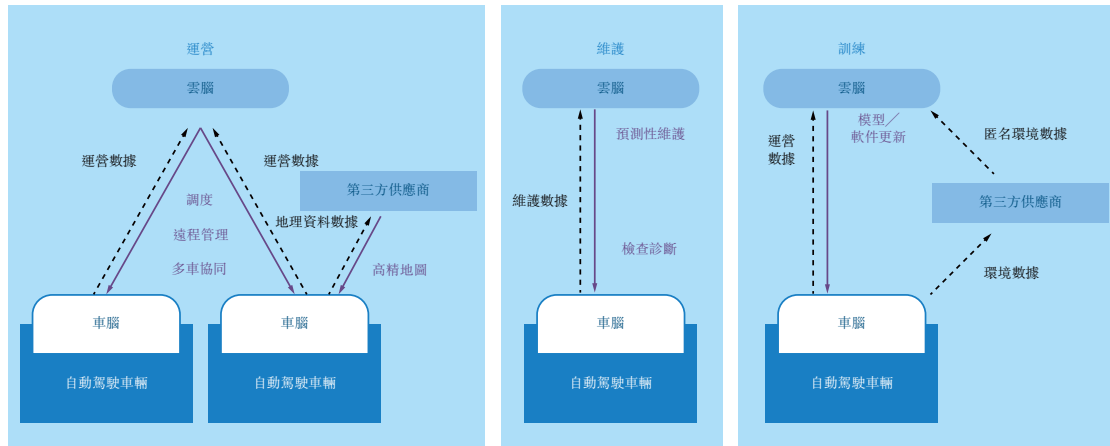 運營
雲腦
運營數據
運營數據
調度
遠程管理
多車協同
第三方供應商
地理資料數據
高精地圖
車腦
自動駕駛車輛
車腦
自動駕駛車輛
維護
雲腦
預測性維護
維護數據
檢查診斷
車腦
自動駕駛車輛
訓練
雲腦
模型／
軟件更新
運營
數據
匿名環境數據
第三方供應商
環境數據
車腦
自動駕駛車輛